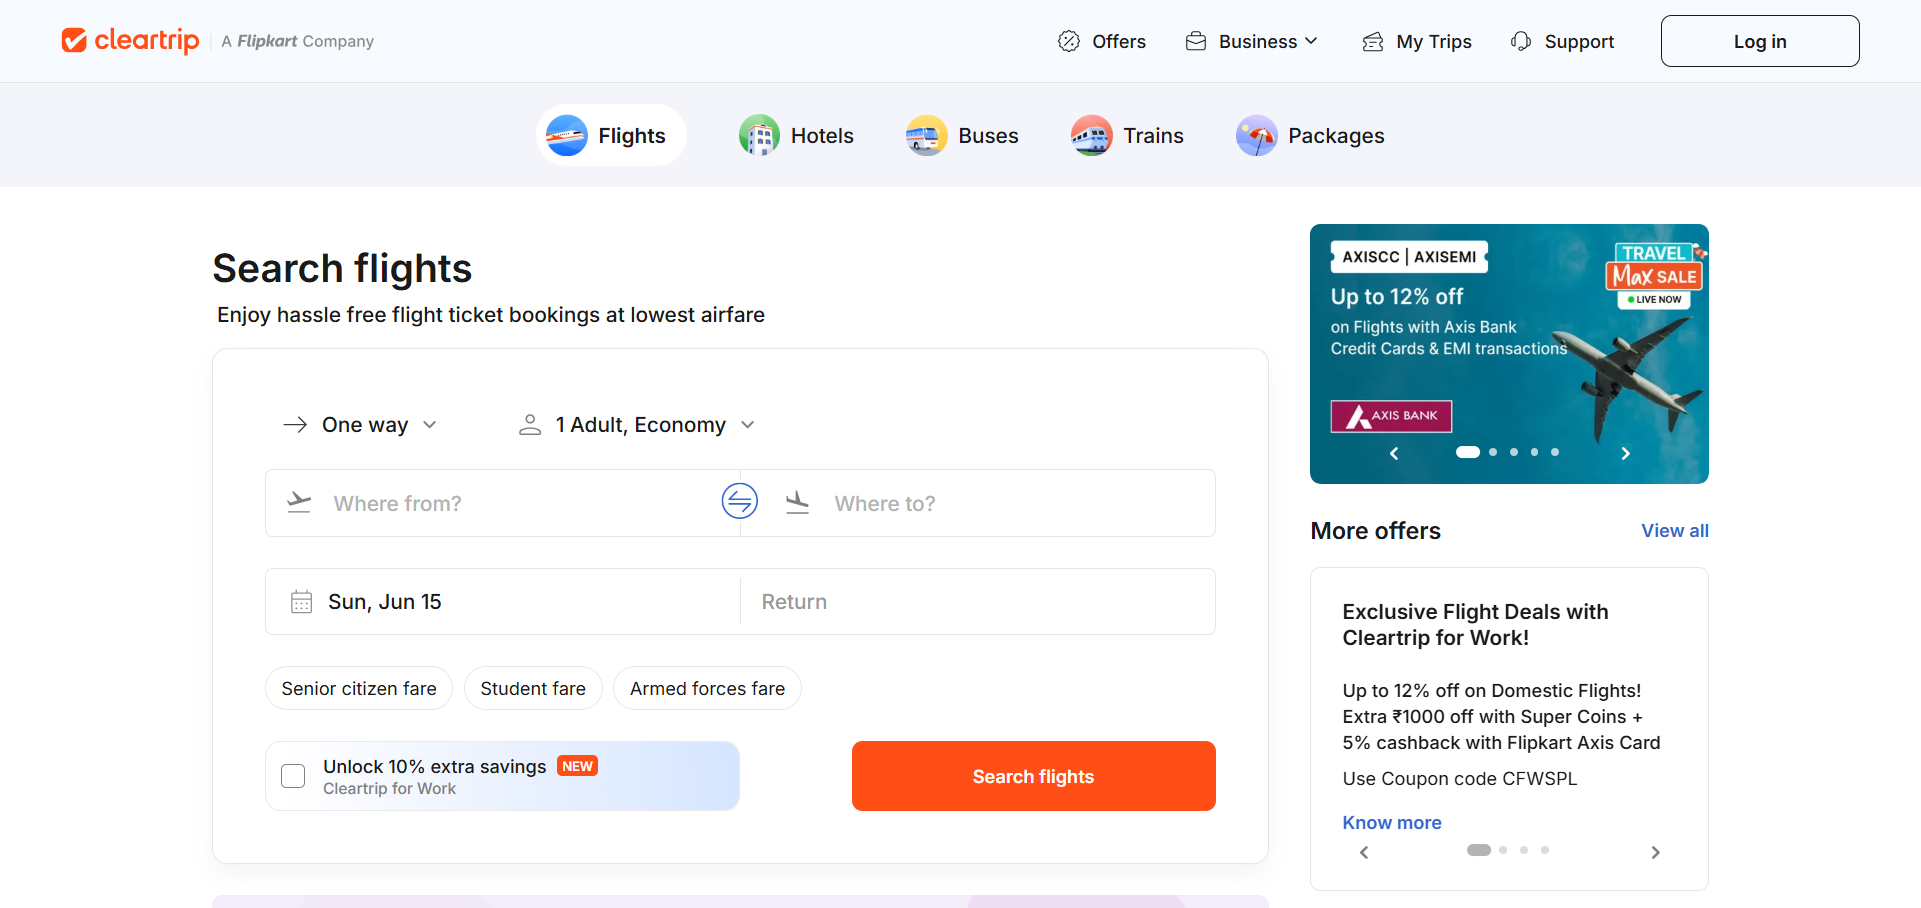 cleartrip
A Flipkart Company
Offers
Business
My Trips
Support
Log in
Flights
Hotels
Buses
Trains
Packages
Search flights
Enjoy hassle free flight ticket bookings at lowest airfare
One way
1 Adult, Economy
Where from?
Where to?
Sun, Jun 15
Return
Senior citizen fare
Student fare
Armed forces fare
Unlock 10% extra savings NEW
Cleartrip for Work
Search flights
AXISCC | AXISEMI
TRAVEL
Max SALE
LIVE NOW
Up to 12% off
on Flights with Axis Bank
Credit Cards & EMI transactions
AXIS BANK
More offers
View all
Exclusive Flight Deals with
Cleartrip for Work!
Up to 12% off on Domestic Flights!
Extra ₹1000 off with Super Coins +
5% cashback with Flipkart Axis Card
Use Coupon code CFWSPL
Know more